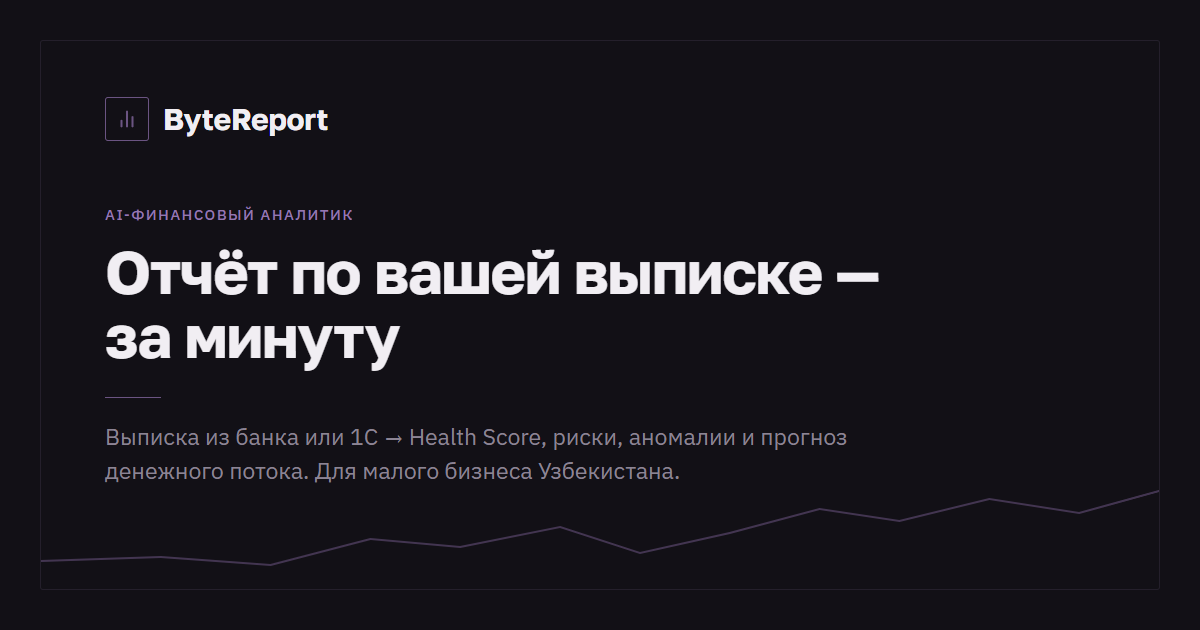 ByteReport
AI-ФИНАНСОВЫЙ АНАЛИТИК
Отчёт по вашей выписке —
за минуту
Выписка из банка или 1С → Health Score, риски, аномалии и прогноз
денежного потока. Для малого бизнеса Узбекистана.